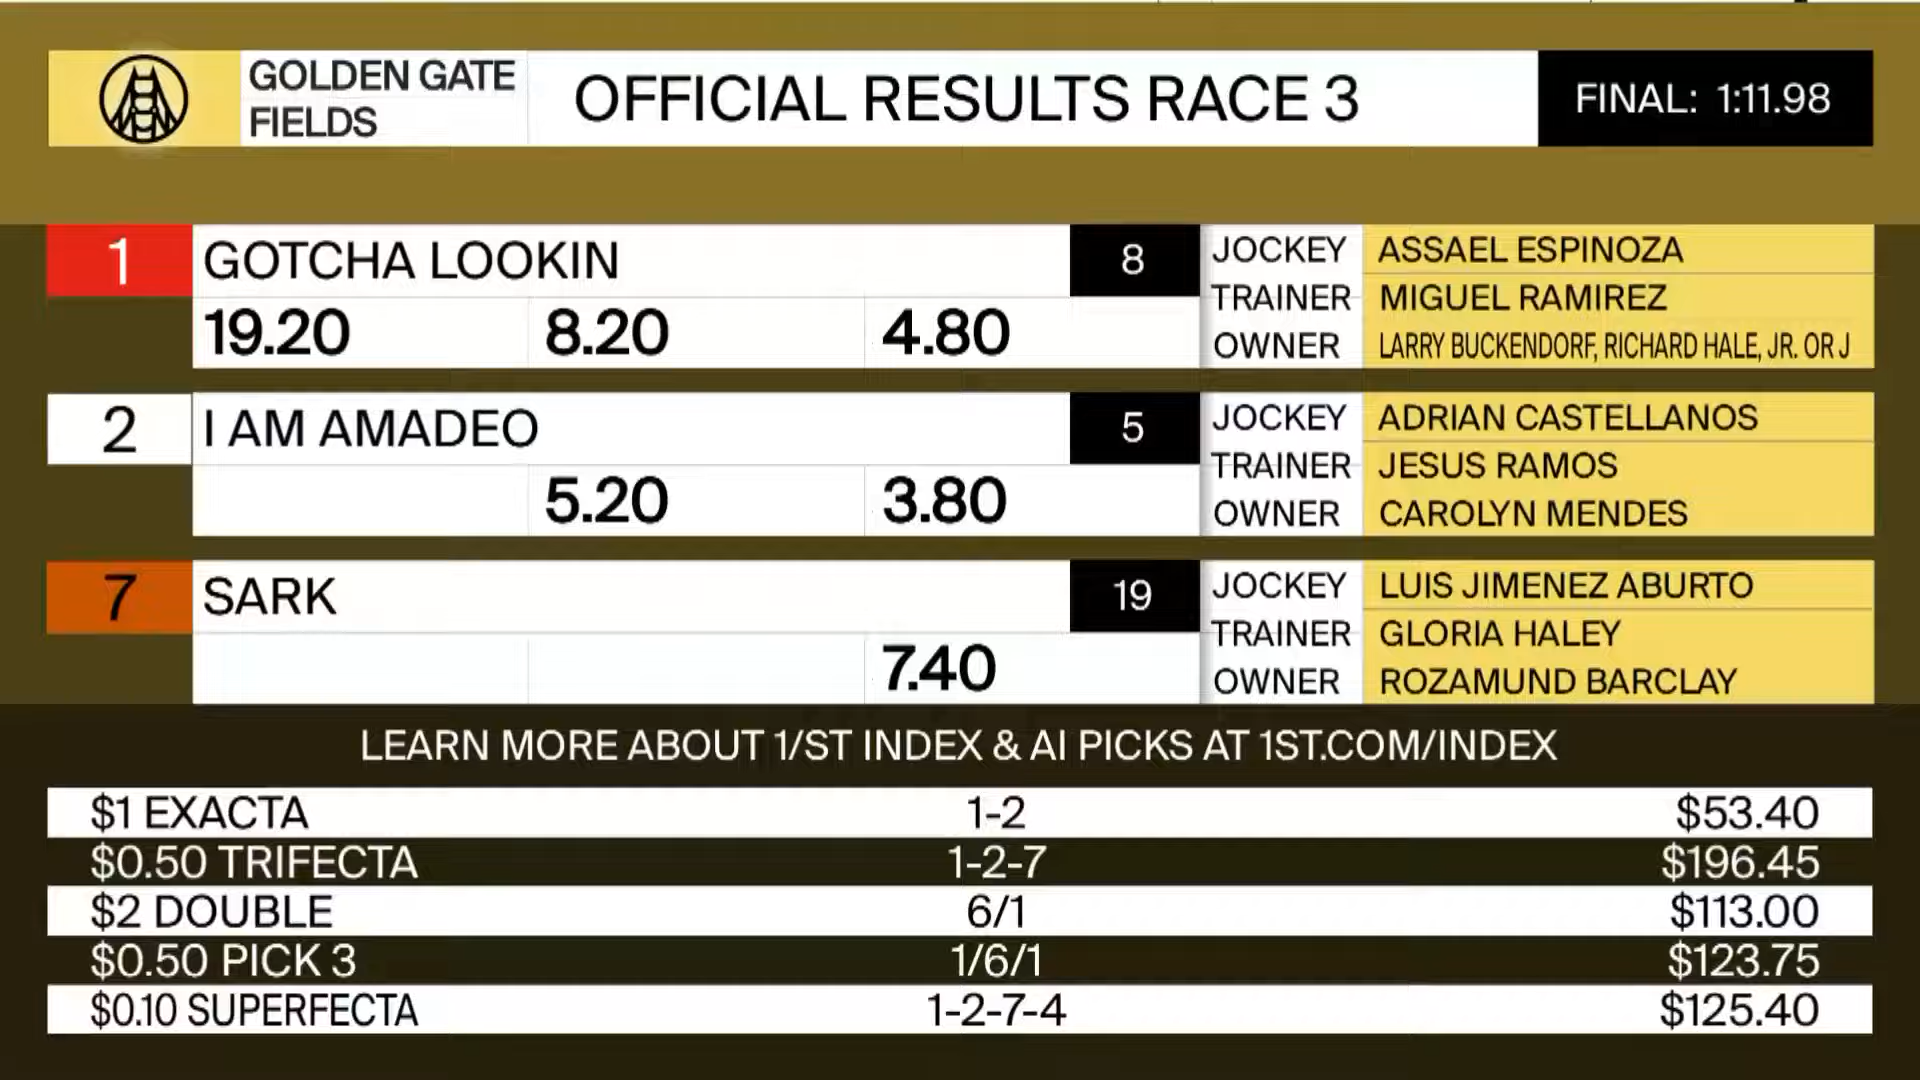 GOLDEN GATE
FIELDS
OFFICIAL RESULTS RACE 3
FINAL: 1:11.98
1 GOTCHA LOOKIN 8
19.20 8.20 4.80
JOCKEY ASSAEL ESPINOZA
TRAINER MIGUEL RAMIREZ
OWNER LARRY BUCKENDORF, RICHARD HALE, JR. OR J
2 I AM AMADEO 5
5.20 3.80
JOCKEY ADRIAN CASTELLANOS
TRAINER JESUS RAMOS
OWNER CAROLYN MENDES
7 SARK 19
7.40
JOCKEY LUIS JIMENEZ ABURTO
TRAINER GLORIA HALEY
OWNER ROZAMUND BARCLAY
LEARN MORE ABOUT 1/ST INDEX & AI PICKS AT 1ST.COM/INDEX
$1 EXACTA 1-2 $53.40
$0.50 TRIFECTA 1-2-7 $196.45
$2 DOUBLE 6/1 $113.00
$0.50 PICK 3 1/6/1 $123.75
$0.10 SUPERFECTA 1-2-7-4 $125.40